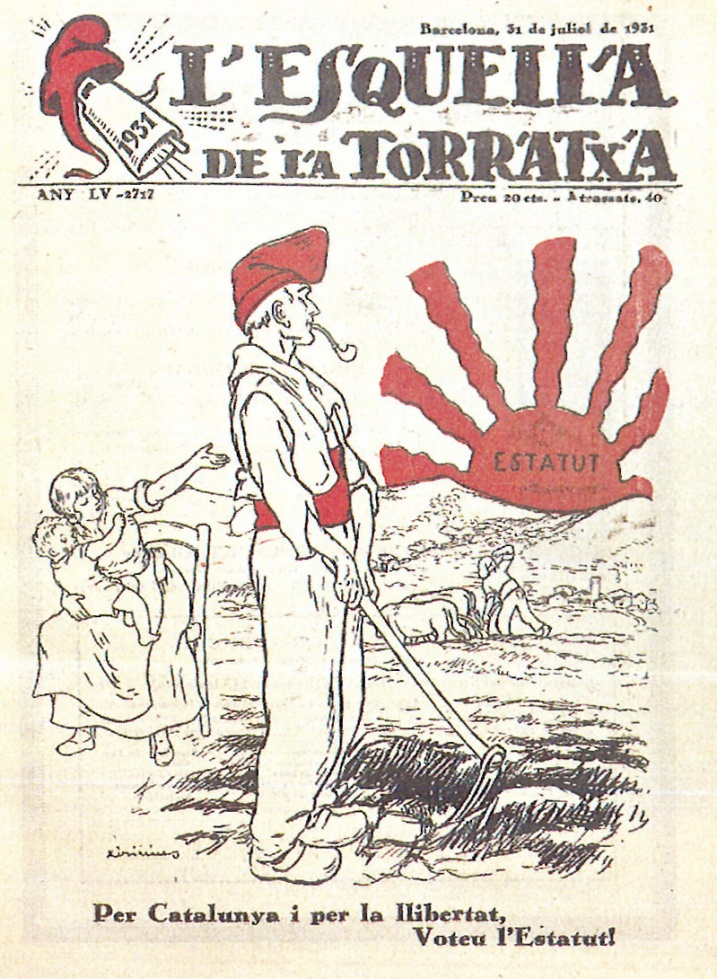 Barcelona, 31 de juliol de 1931
1931
L'ESQUELLA
DE LA TORRATXA
ANY LV -2717
Preu 20 cts. - Atrassats, 40
ESTATUT
Per Catalunya i per la llibertat,
Voteu l'Estatut!